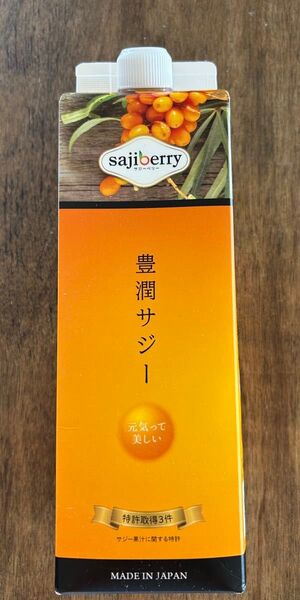 sajiberry
サジーベリー
豊潤サジー
元気って
美しい
特許取得3件
サジー果汁に関する特許
MADE IN JAPAN